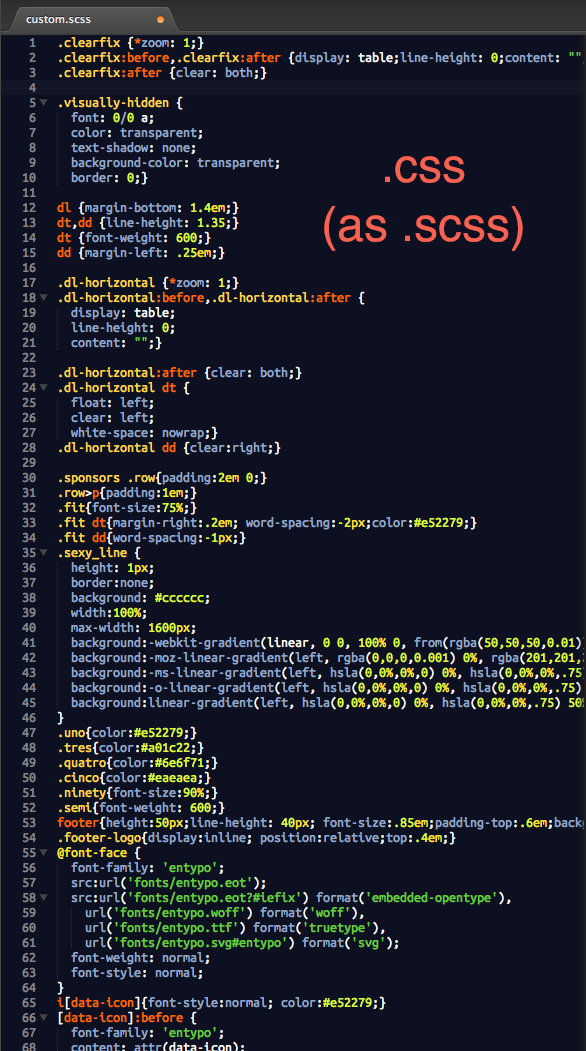 custom.scss
1 .clearfix {*zoom: 1;}
2 .clearfix:before,.clearfix:after {display: table;line-height: 0;content: ""
3 .clearfix:after {clear: both;}
4
5 .visually-hidden {
6 font: 0/0 a;
7 color: transparent;
8 text-shadow: none;
9 background-color: transparent;
10 border: 0;}
.css
(as .scss)
11
12 dl {margin-bottom: 1.4em;}
13 dt,dd {line-height: 1.35;}
14 dt {font-weight: 600;}
15 dd {margin-left: .25em;}
16
17 .dl-horizontal {*zoom: 1;}
18 .dl-horizontal:before,.dl-horizontal:after {
19 display: table;
20 line-height: 0;
21 content: "";}
22
23 .dl-horizontal:after {clear: both;}
24 .dl-horizontal dt {
25 float: left;
26 clear: left;
27 white-space: nowrap;}
28 .dl-horizontal dd {clear:right;}
29
30 .sponsors .row{padding:2em 0;}
31 .row>p{padding:1em;}
32 .fit{font-size:75%;}
33 .fit dt{margin-right:.2em; word-spacing:-2px;color:#e52279;}
34 .fit dd{word-spacing:-1px;}
35 .sexy_line {
36 height: 1px;
37 border:none;
38 background: #cccccc;
39 width:100%;
40 max-width: 1600px;
41 background:-webkit-gradient(linear, 0 0, 100% 0, from(rgba(50,50,50,0.01)
42 background:-moz-linear-gradient(left, rgba(0,0,0,0.001) 0%, rgba(201,201,
43 background:-ms-linear-gradient(left, hsla(0,0%,0%,0) 0%, hsla(0,0%,0%,.75
44 background:-o-linear-gradient(left, hsla(0,0%,0%,0) 0%, hsla(0,0%,0%,.75)
45 background:linear-gradient(left, hsla(0,0%,0%,0) 0%, hsla(0,0%,0%,.75) 50%
46 }
47 .uno{color:#e52279;}
48 .tres{color:#a01c22;}
49 .quatro{color:#6e6f71;}
50 .cinco{color:#eaeaea;}
51 .ninety{font-size:90%;}
52 .semi{font-weight: 600;}
53 footer{height:50px;line-height: 40px; font-size:.85em;padding-top:.6em;back
54 .footer-logo{display:inline; position:relative;top:.4em;}
55 @font-face {
56 font-family: 'entypo';
57 src:url('fonts/entypo.eot');
58 src:url('fonts/entypo.eot?#iefix') format('embedded-opentype'),
59 url('fonts/entypo.woff') format('woff'),
60 url('fonts/entypo.ttf') format('truetype'),
61 url('fonts/entypo.svg#entypo') format('svg');
62 font-weight: normal;
63 font-style: normal;
64 }
65 i[data-icon]{font-style:normal; color:#e52279;}
66 [data-icon]:before {
67 font-family: 'entypo';
68 content: attr(data-icon);